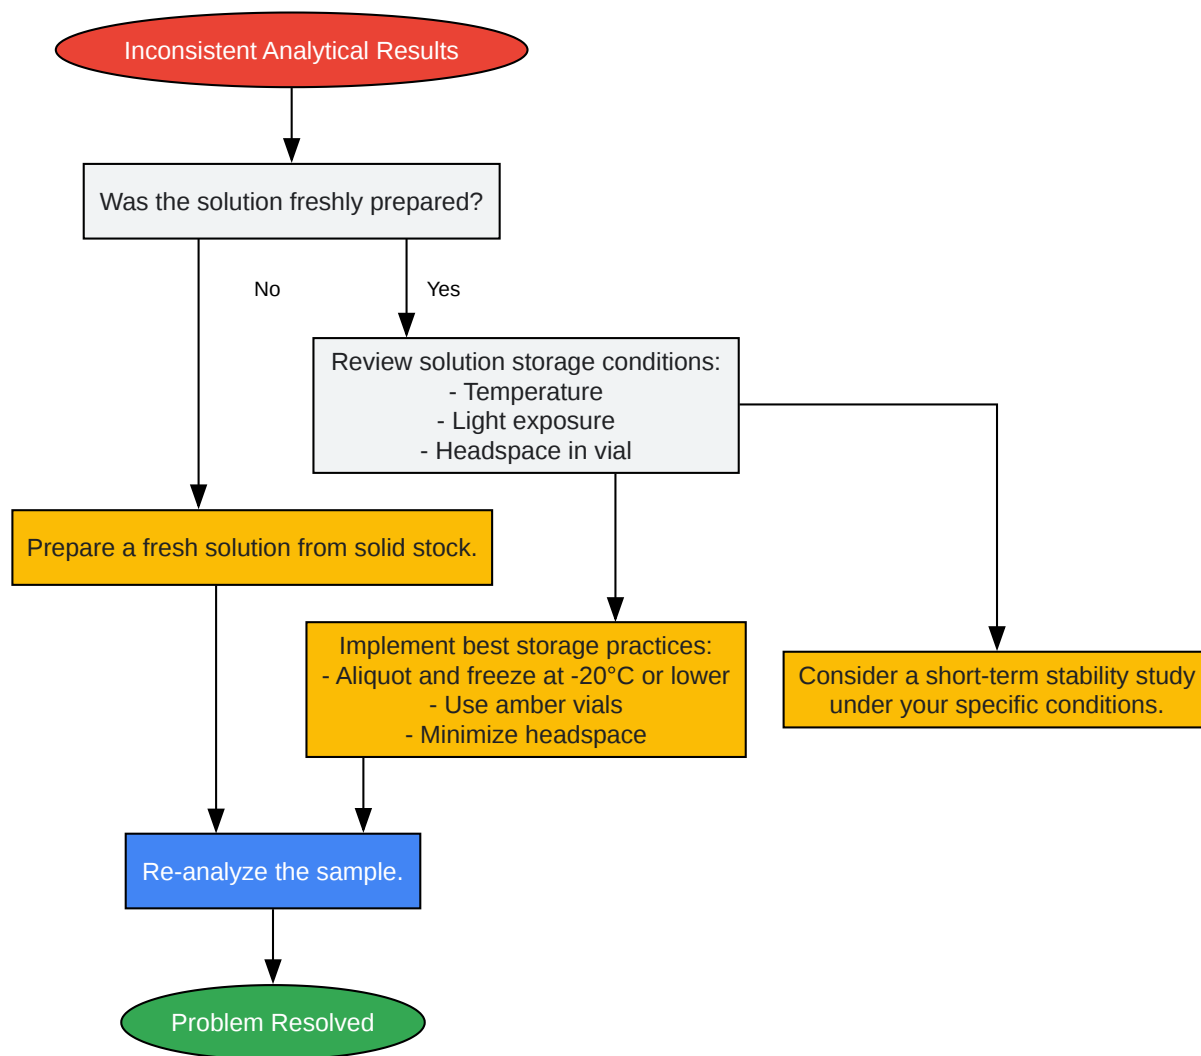 Inconsistent Analytical Results
Was the solution freshly prepared?
No
Yes
Review solution storage conditions:
- Temperature
- Light exposure
- Headspace in vial
Prepare a fresh solution from solid stock.
Implement best storage practices:
- Aliquot and freeze at -20°C or lower
- Use amber vials
- Minimize headspace
Consider a short-term stability study
under your specific conditions.
Re-analyze the sample.
Problem Resolved